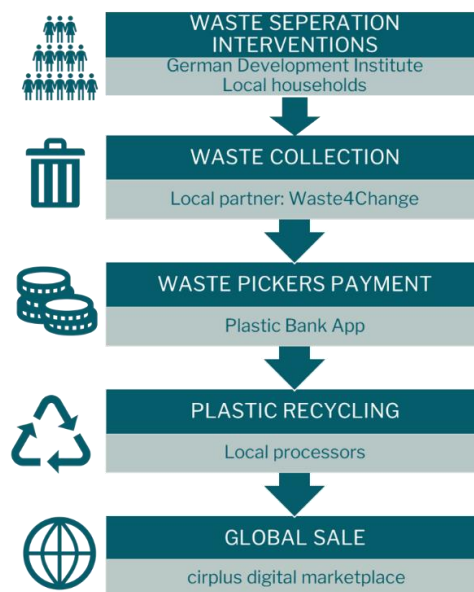 WASTE SEPERATION
INTERVENTIONS
German Development Institute
Local households
WASTE COLLECTION
Local partner: Waste4Change
WASTE PICKERS PAYMENT
Plastic Bank App
PLASTIC RECYCLING
Local processors
GLOBAL SALE
cirplus digital marketplace